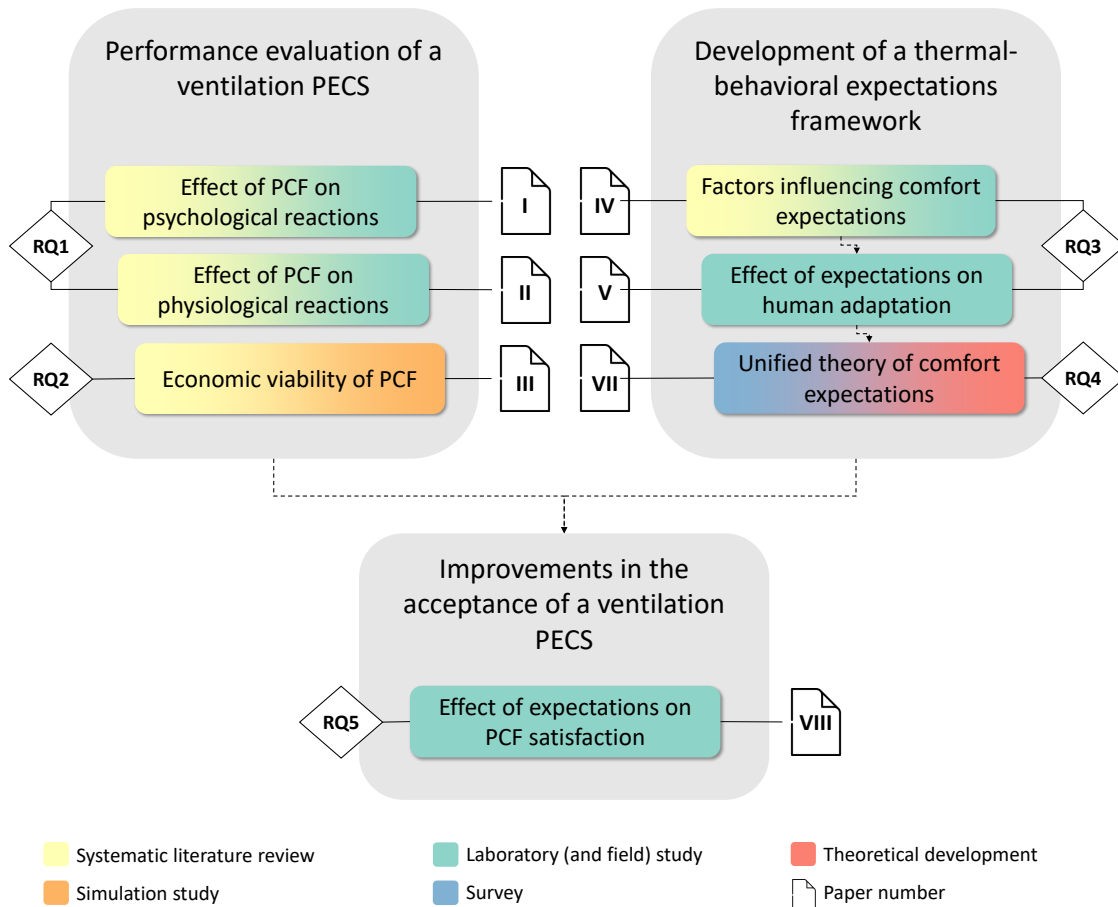 Performance evaluation of a
ventilation PECS
Effect of PCF on
psychological reactions
I
RQ1
Effect of PCF on
physiological reactions
II
RQ2
Economic viability of PCF
III
Development of a thermal-
behavioral expectations
framework
IV
Factors influencing comfort
expectations
RQ3
V
Effect of expectations on
human adaptation
VII
Unified theory of comfort
expectations
RQ4
Improvements in the
acceptance of a ventilation
PECS
RQ5
Effect of expectations on
PCF satisfaction
VIII
Systematic literature review
Laboratory (and field) study
Theoretical development
Simulation study
Survey
Paper number